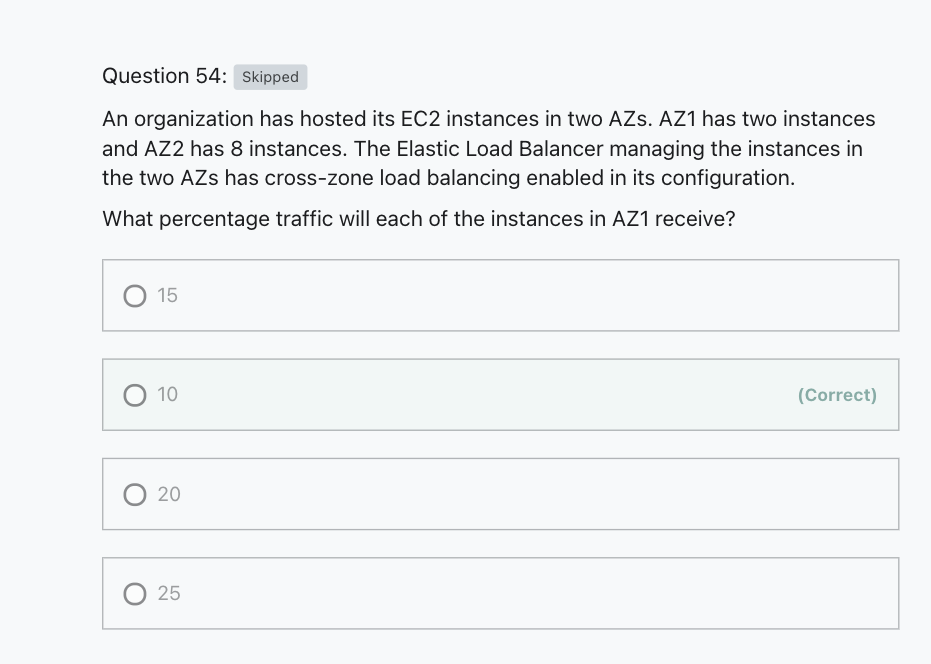 Question 54: Skipped
An organization has hosted its EC2 instances in two AZs. AZ1 has two instances
and AZ2 has 8 instances. The Elastic Load Balancer managing the instances in
the two AZs has cross-zone load balancing enabled in its configuration.
What percentage traffic will each of the instances in AZ1 receive?
15
10 (Correct)
20
25